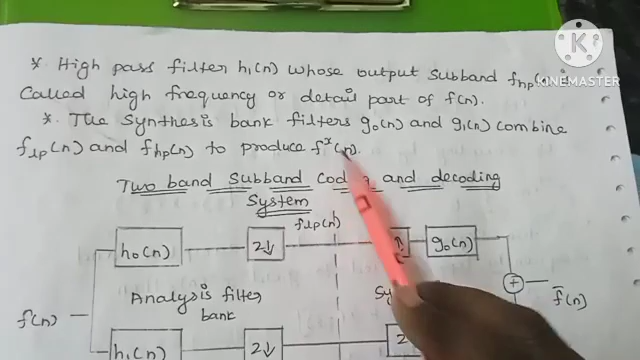 * High pass filter h₁(n) whose output subband fhp(n) is
called high frequency or detail part of f(n).
* The synthesis bank filters g₀(n) and g₁(n) combine
flp(n) and fhp(n) to produce fˣ(n).
Two band Subband and decoding
System
flp(n)
h₀(n) 2↓ ↑ g₀(n)
+
f̅(n)
Analysis filter
bank
f(n)
h₁(n) 2↓ 2
KINEMASTER